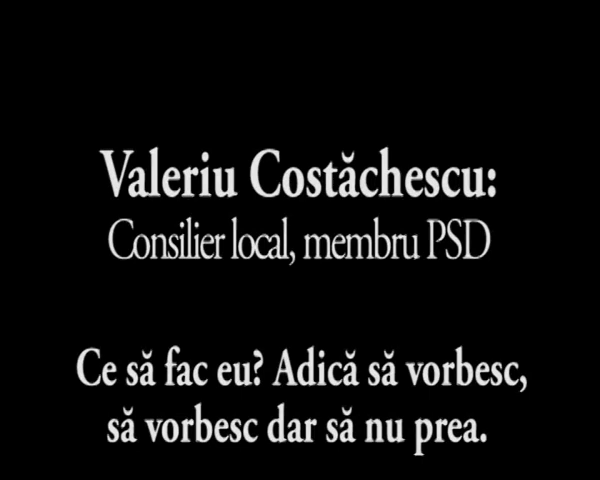 Valeriu Costăchescu:
Consilier local, membru PSD
Ce să fac eu? Adică să vorbesc,
să vorbesc dar să nu prea.